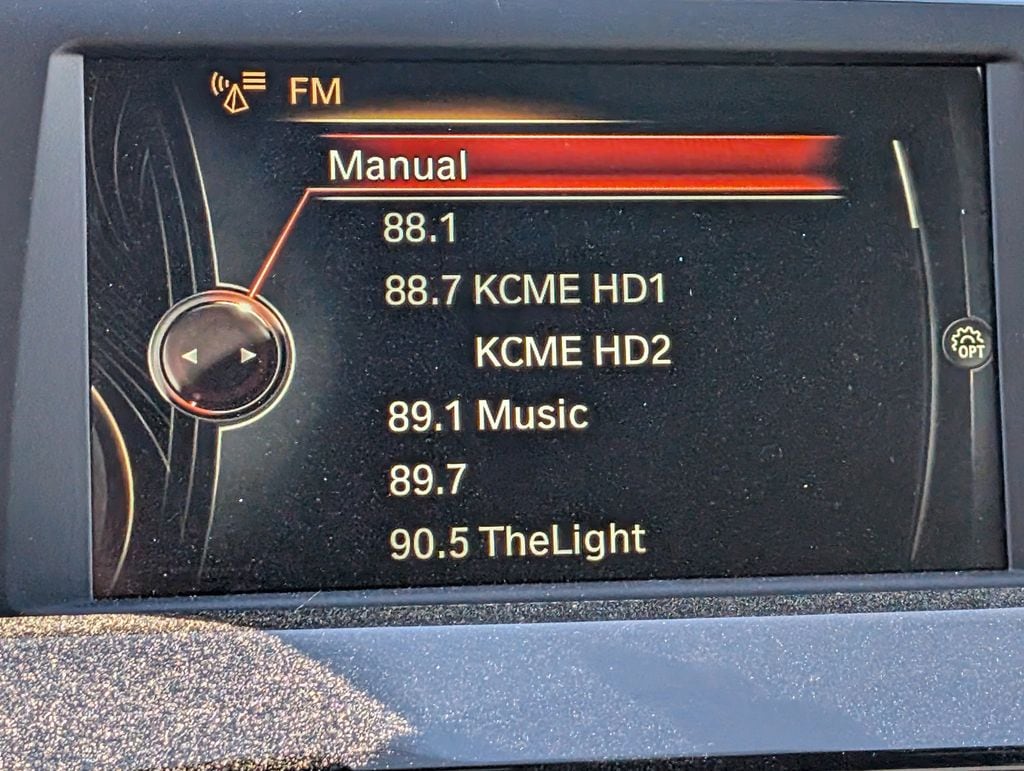 FM
Manual
88.1
88.7 KCME HD1
KCME HD2
OPT
89.1 Music
89.7
90.5 TheLight